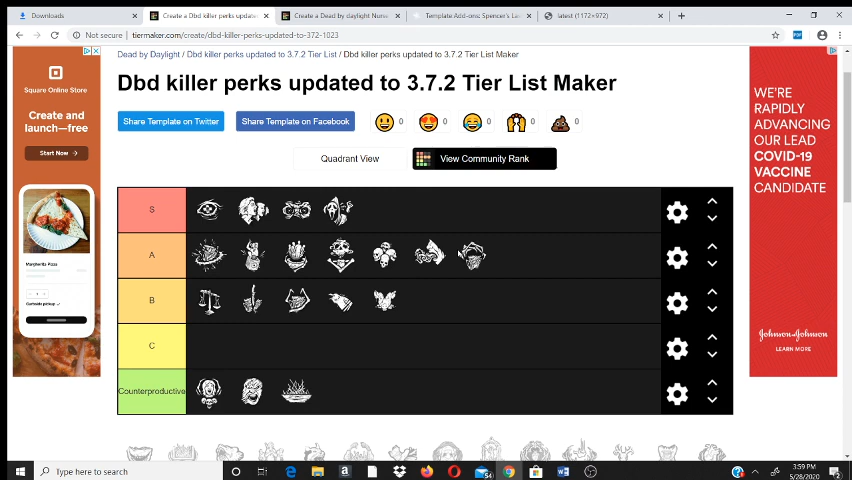 Downloads
Create a Dbd killer perks update
Create a Dead by daylight Nurse
Template Add-ons: Spencer's La
latest (1172×972)
Not secure | tiermaker.com/create/dbd-killer-perks-updated-to-372-1023
PDF
Dead by Daylight / Dbd killer perks updated to 3.7.2 Tier List / Dbd killer perks updated to 3.7.2 Tier List Maker
Dbd killer perks updated to 3.7.2 Tier List Maker
Share Template on Twitter
Share Template on Facebook
0
0
0
0
0
Quadrant View
View Community Rank
S
A
B
C
Counterproductive
Square Online Store
Create and
launch—free
Start Now →
Margherita Pizza
WE'RE
RAPIDLY
ADVANCING
OUR LEAD
COVID-19
VACCINE
CANDIDATE
Johnson&Johnson
LEARN MORE
Type here to search
54
3:59 PM
5/28/2020
2